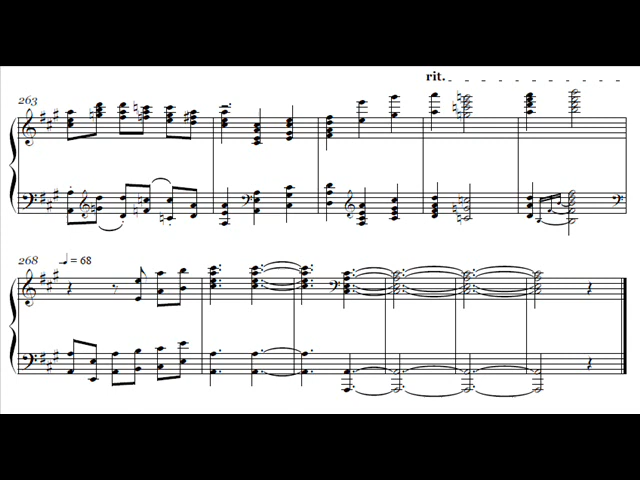 rit.
263
268 ♩ = 68